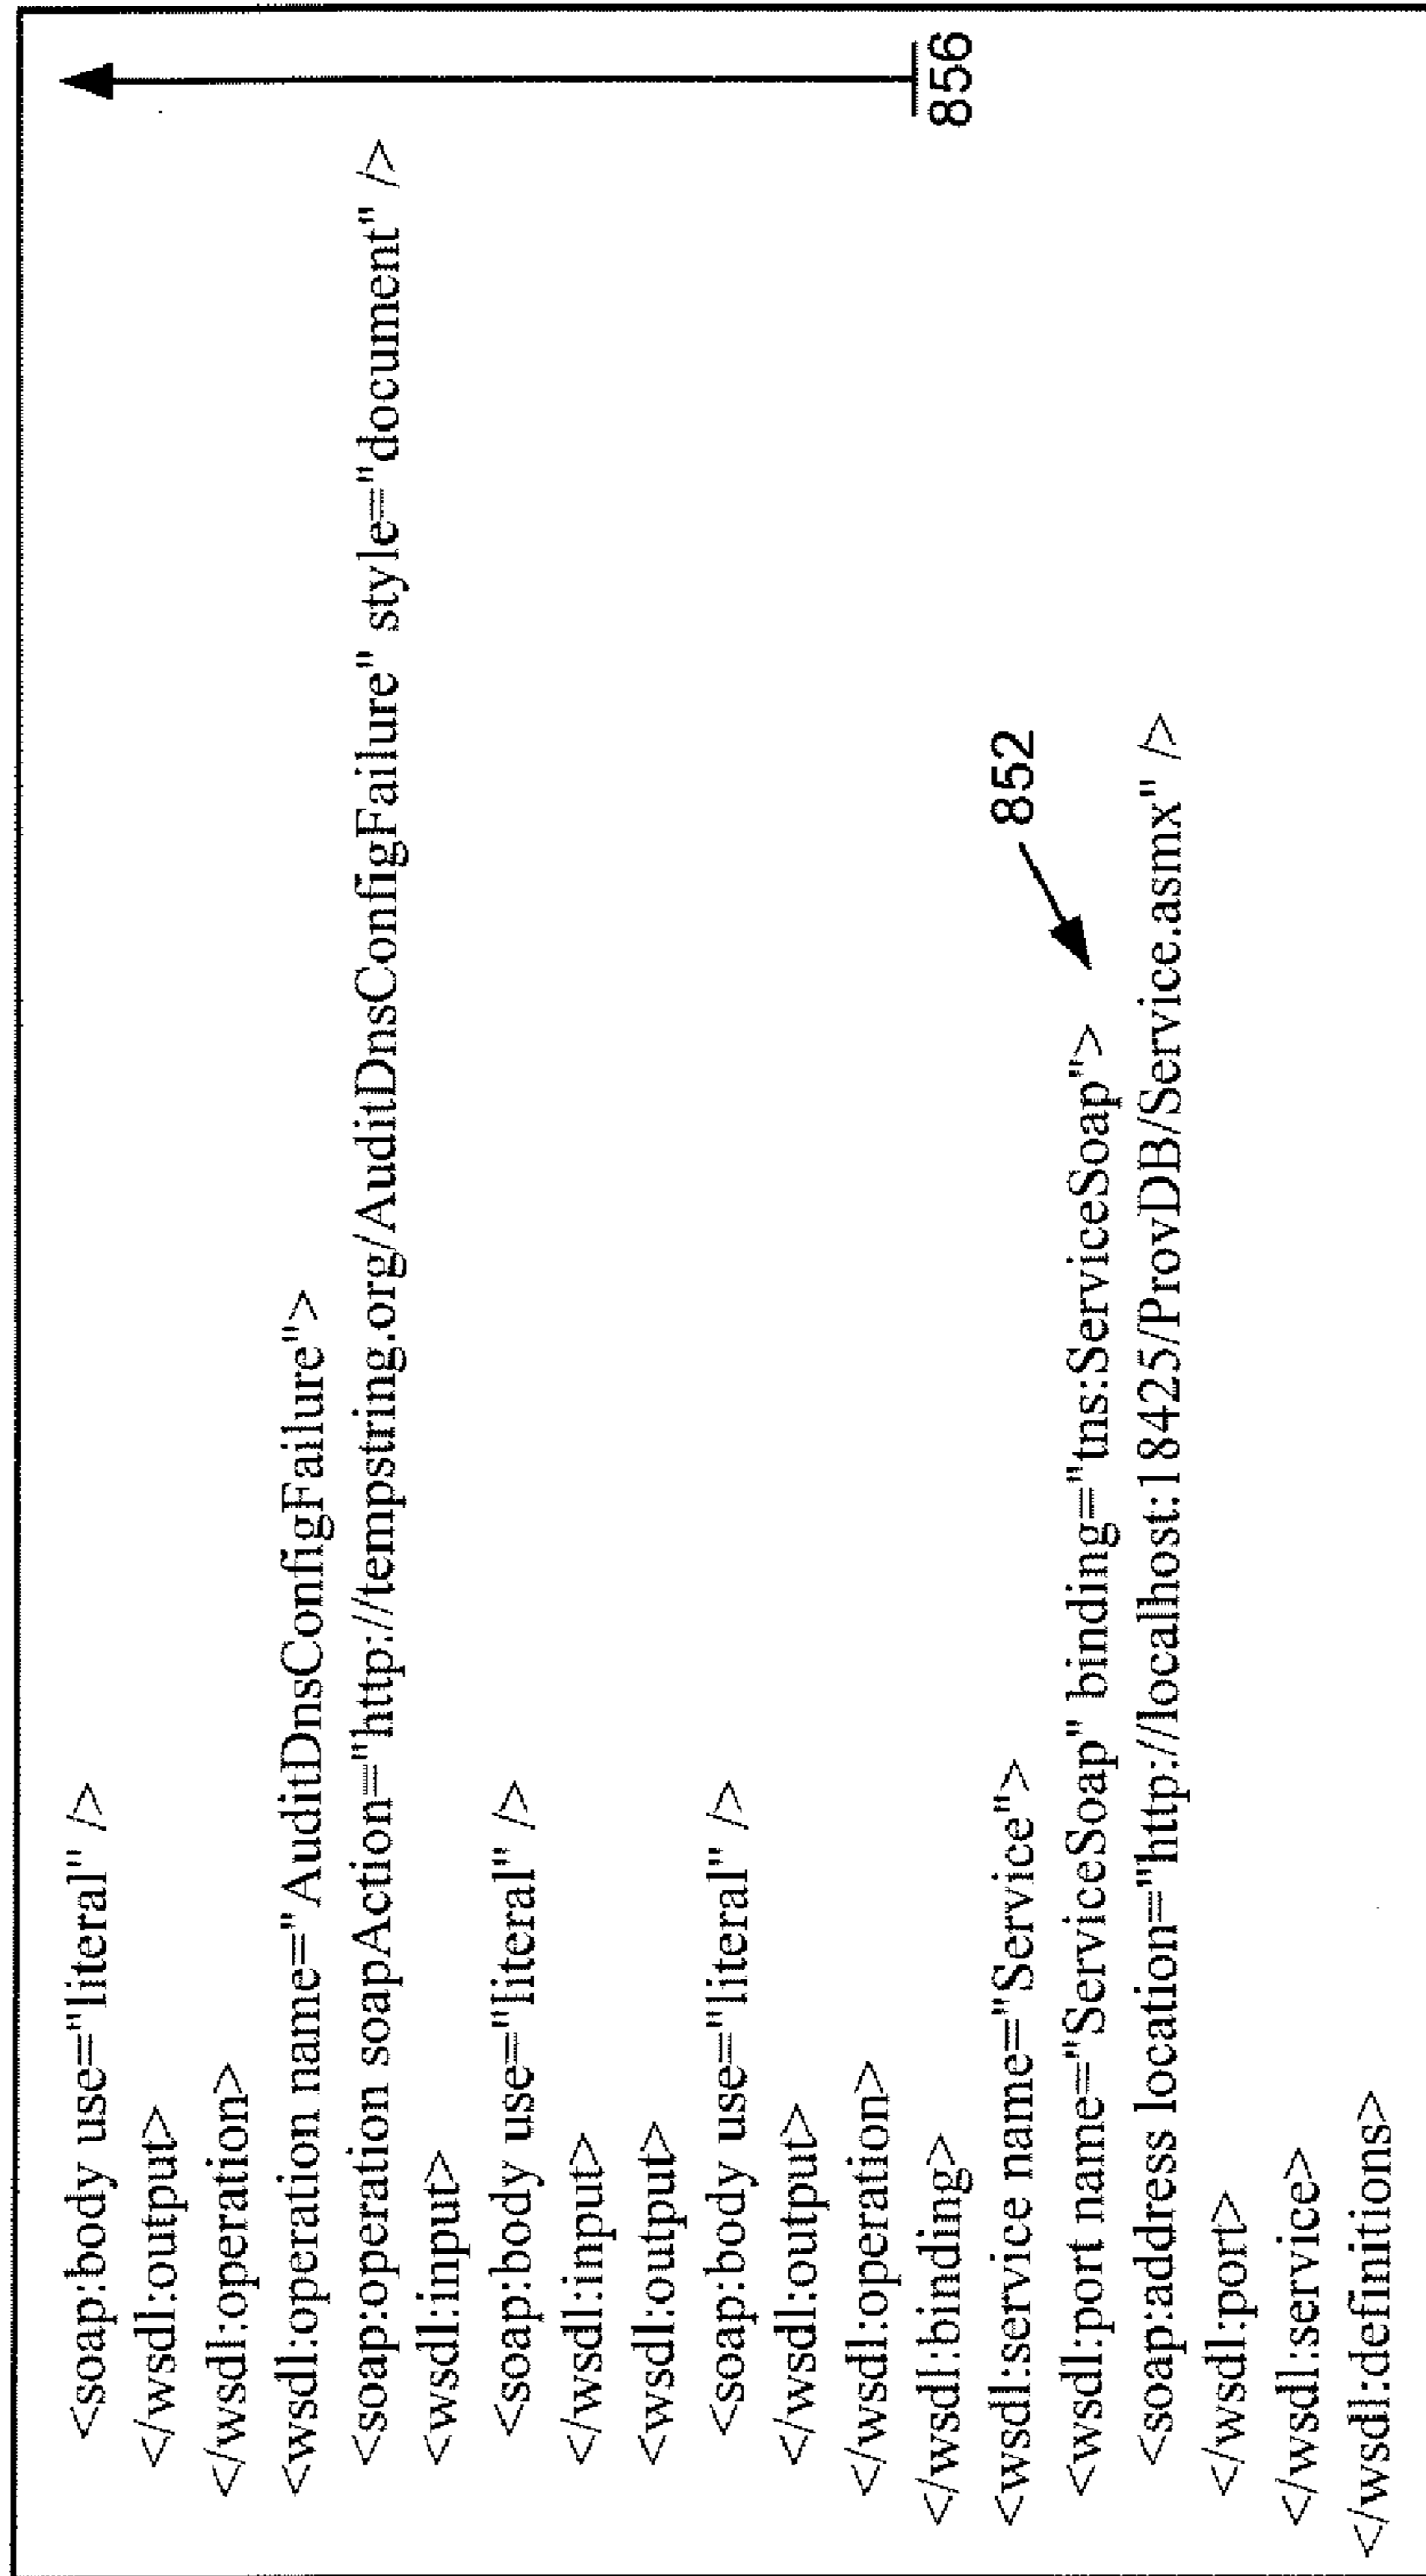 <soap:body use="literal" />
</wsdl:output>
</wsdl:operation>
<wsdl:operation name="AuditDnsConfigFailure">
<soap:operation soapAction="http://tempstring.org/AuditDnsConfigFailure" style="document" />
<wsdl:input>
<soap:body use="literal" />
</wsdl:input>
<wsdl:output>
<soap:body use="literal" />
</wsdl:output>
</wsdl:operation>
</wsdl:binding>
856
<wsdl:service name="Service">
852
<wsdl:port name="ServiceSoap" binding="tns:ServiceSoap">
<soap:address location="http://localhost:18425/ProvDB/Service.asmx" />
</wsdl:port>
</wsdl:service>
</wsdl:definitions>